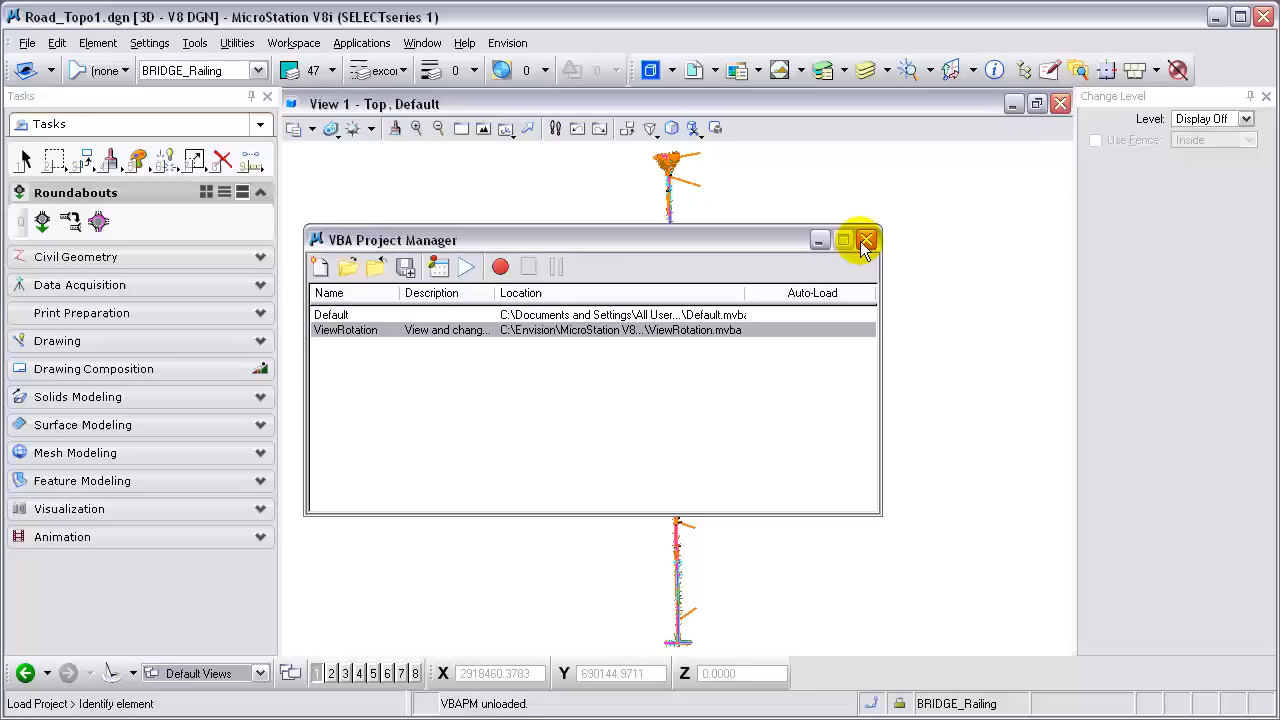 Road_Topo1.dgn [3D - V8 DGN] - MicroStation V8i (SELECTseries 1)
File Edit Element Settings Tools Utilities Workspace Applications Window Help Envision
(none BRIDGE_Railing 47 excon 0 0 0
Tasks
View 1 - Top, Default
Change Level
Tasks
Level: Display Off
Use Fence: Inside
Roundabouts
Civil Geometry
Data Acquisition
Print Preparation
Drawing
Drawing Composition
Solids Modeling
Surface Modeling
Mesh Modeling
Feature Modeling
Visualization
Animation
VBA Project Manager
Name Description Location Auto-Load
Default C:\Documents and Settings\All User...\Default.mvba
ViewRotation View and chang... C:\Envision\MicroStation V8...\ViewRotation.mvba
Default Views 1 2 3 4 5 6 7 8 X 2918460.3783 Y 690144.9711 Z 0.0000
Load Project > Identify element VBAPM unloaded. BRIDGE_Railing